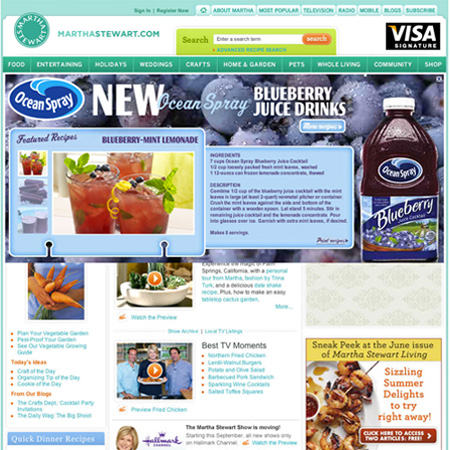 Sign In | Register Now
ABOUT MARTHA MOST POPULAR TELEVISION RADIO MOBILE BLOGS SUBSCRIBE
MARTHA STEWART
MARTHASTEWART.COM
Search Enter a search term search
ADVANCED RECIPE SEARCH
VISA
SIGNATURE
FOOD ENTERTAINING HOLIDAYS WEDDINGS CRAFTS HOME & GARDEN PETS WHOLE LIVING COMMUNITY SHOP
Ocean Spray
NEW Ocean Spray BLUEBERRY
JUICE DRINKS
More recipes
Featured Recipes
BLUEBERRY-MINT LEMONADE
INGREDIENTS
7 cups Ocean Spray Blueberry Juice Cocktail
1/2 cup loosely packed fresh mint leaves, washed
1 12-ounce can frozen lemonade concentrate, thawed
DESCRIPTION
Combine 1/2 cup of the blueberry juice cocktail with the mint
leaves in large (at least 2-quart) nonmetal pitcher or container
Crush the mint leaves against the side and bottom of the
container with a wooden spoon. Let stand 5 minutes. Stir in
remaining juice cocktail and the lemonade concentrate. Pour
into glasses over ice. Garnish with extra mint leaves, if desired.
Makes 8 servings.
Print recipe
Ocean Spray
Blueberry
Juice Cocktail
Experience the magic of Palm
Springs, California, with a personal
tour from Martha, fashion by Trina
Turk, and a delicious date shake
recipe. Plus, how to make an easy
tabletop cactus garden.
More...
Watch the Preview
Show Archive | Local TV Listings
Plan Your Vegetable Garden
Pest-Proof Your Garden
See Our Vegetable Growing
Guide
Today's Ideas
Craft of the Day
Organizing Tip of the Day
Cookie of the Day
From Our Blogs
The Crafts Dept.: Cocktail Party
Invitations
The Daily Wag: The Big Shoot
Quick Dinner Recipes
Best TV Moments
Northern Fried Chicken
Lemon-Walnut Bars
Potato and Olive Salad
Barbecued Pork Sandwich
Sparkling Wine Cocktails
Salted Toffee Squares
Preview Fried Chicken
Hallmark
CHANNEL
The Martha Stewart Show is moving!
Starting this September, all new shows only
on Hallmark Channel
Watch the Preview
Sneak Peek at the June issue
of Martha Stewart Living
Sizzling
Summer
Delights
to try
right away!
CLICK HERE TO ACCESS
TWO ARTICLES: FREE!